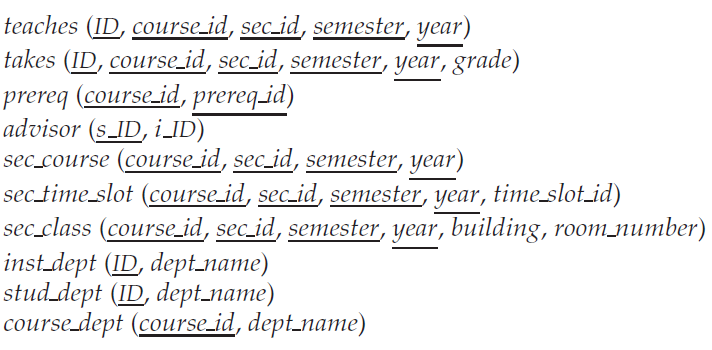 teaches (ID, course_id, sec_id, semester, year)
takes (ID, course_id, sec_id, semester, year, grade)
prereq (course_id, prereq_id)
advisor (s_ID, i_ID)
sec_course (course_id, sec_id, semester, year)
sec_time_slot (course_id, sec_id, semester, year, time_slot_id)
sec_class (course_id, sec_id, semester, year, building, room_number)
inst_dept (ID, dept_name)
stud_dept (ID, dept_name)
course_dept (course_id, dept_name)